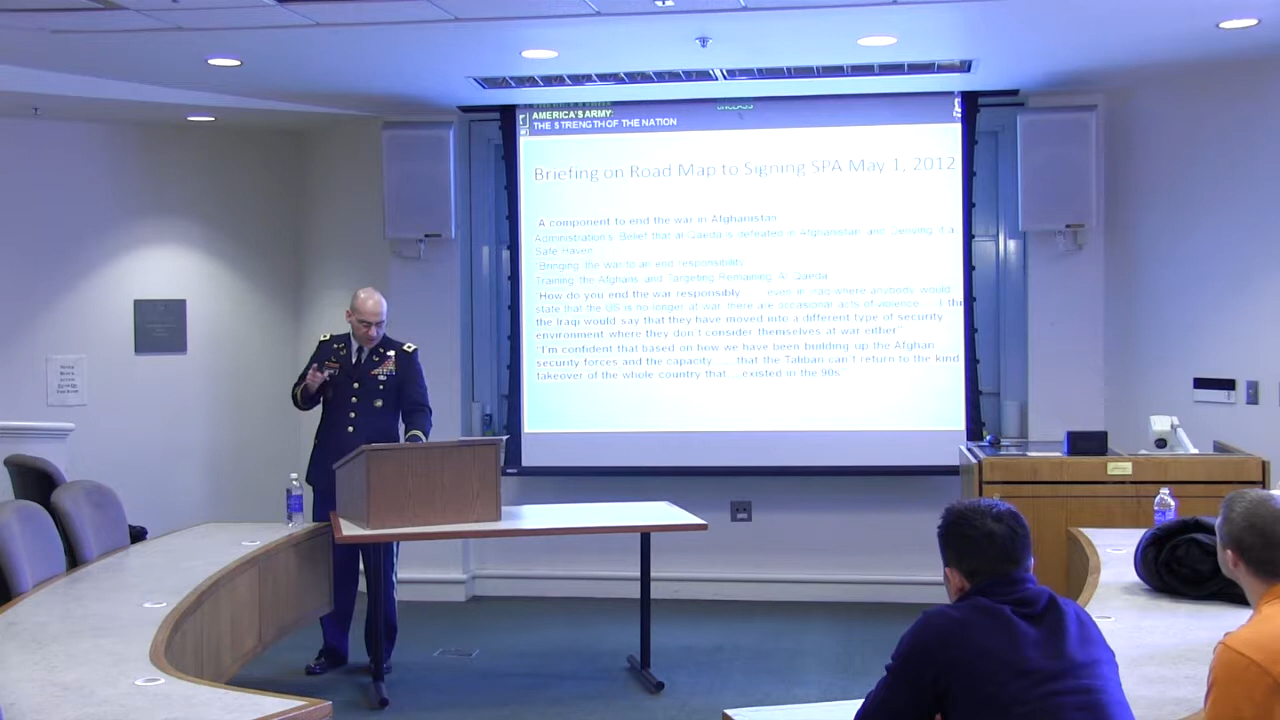 UNCLASS
AMERICA'S ARMY:
THE STRENGTH OF THE NATION
Briefing on Road Map to Signing SPA May 1, 2012
A component to end the war in Afghanistan
Administration's Belief that al Qaeda is defeated in Afghanistan and Denying it a
Safe Haven
"Bringing the war to an end responsibility
Training the Afghans and Targeting Remaining Al Qaeda
"How do you end the war responsibly ... even in Iraq where anybody would
state that the US is no longer at war, there are occasional acts of violence ... I thi
the Iraqi would say that they have moved into a different type of security
environment where they don't consider themselves at war either"
"I'm confident that based on how we have been building up the Afghan
security forces and the capacity ... that the Taliban can't return to the kind
takeover of the whole country that ... existed in the 90s"